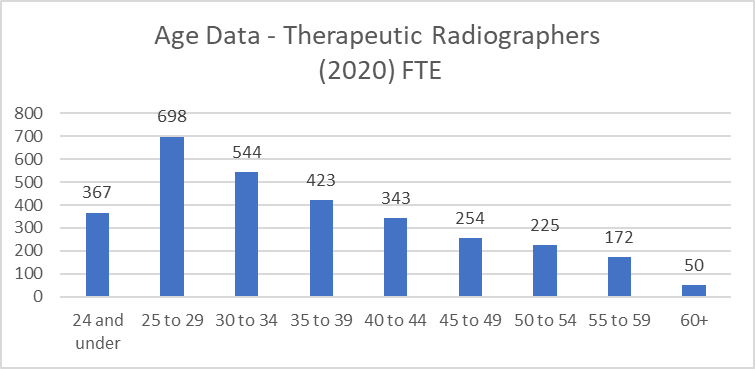 Age Data - Therapeutic Radiographers
(2020) FTE
800
700
600
500
400
300
200
100
0
367
698
544
423
343
254
225
172
50
24 and
under
25 to 29
30 to 34
35 to 39
40 to 44
45 to 49
50 to 54
55 to 59
60+